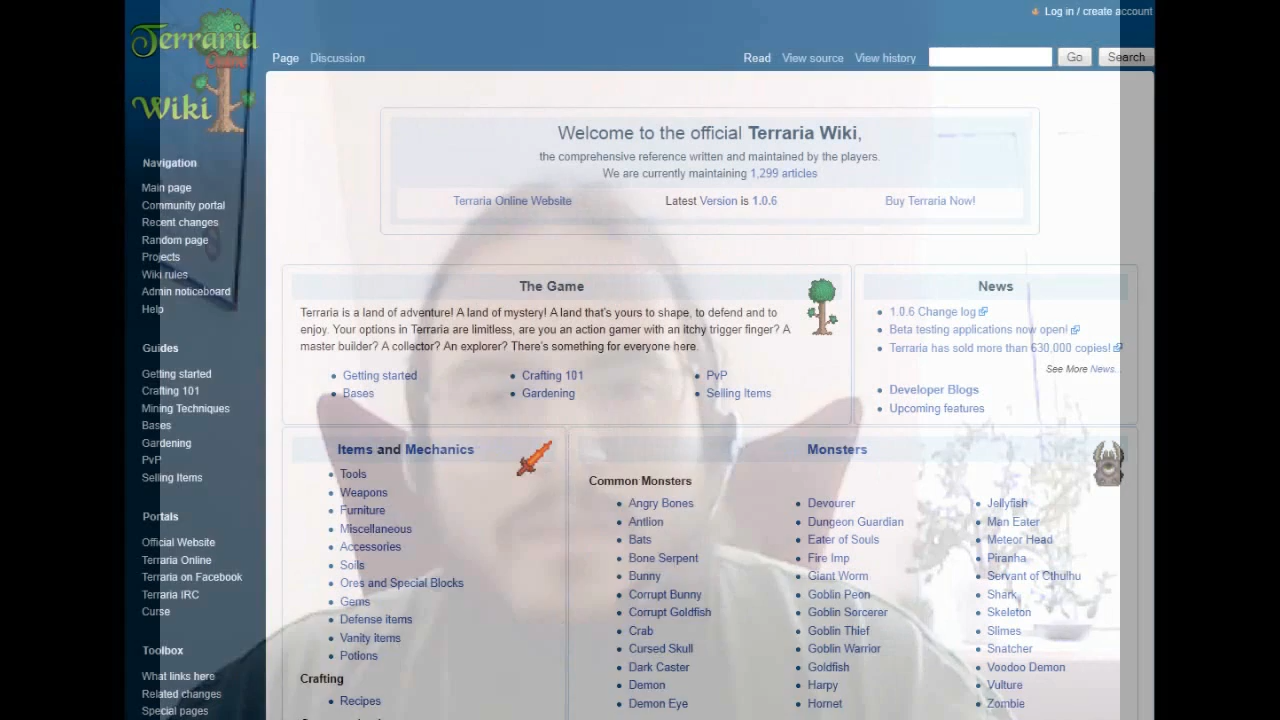 Terraria
Wiki
Log in / create account
Page Discussion Read View source View history Go Search
Welcome to the official Terraria Wiki,
the comprehensive reference written and maintained by the players.
We are currently maintaining 1,299 articles
Terraria Online Website Latest Version is 1.0.6 Buy Terraria Now!
Navigation
Main page
Community portal
Recent changes
Random page
Projects
Wiki rules
Admin noticeboard
Help
Guides
Getting started
Crafting 101
Mining Techniques
Bases
Gardening
PvP
Selling Items
Portals
Official Website
Terraria Online
Terraria on Facebook
Terraria IRC
Curse
Toolbox
What links here
Related changes
Special pages
The Game
Terraria is a land of adventure! A land of mystery! A land that's yours to shape, to defend and to
enjoy. Your options in Terraria are limitless, are you an action gamer with an itchy trigger finger? A
master builder? A collector? An explorer? There's something for everyone here.
Getting started Crafting 101 PvP
Bases Gardening Selling Items
News
1.0.6 Change log
Beta testing applications now open!
Terraria has sold more than 630,000 copies!
See More News...
Developer Blogs
Upcoming features
Items and Mechanics
Tools
Weapons
Furniture
Miscellaneous
Accessories
Soils
Ores and Special Blocks
Gems
Defense items
Vanity items
Potions
Crafting
Recipes
Monsters
Common Monsters
Angry Bones
Antlion
Bats
Bone Serpent
Bunny
Corrupt Bunny
Corrupt Goldfish
Crab
Cursed Skull
Dark Caster
Demon
Demon Eye
Devourer
Dungeon Guardian
Eater of Souls
Fire Imp
Giant Worm
Goblin Peon
Goblin Sorcerer
Goblin Thief
Goblin Warrior
Goldfish
Harpy
Hornet
Jellyfish
Man Eater
Meteor Head
Piranha
Servant of Cthulhu
Shark
Skeleton
Slimes
Snatcher
Voodoo Demon
Vulture
Zombie